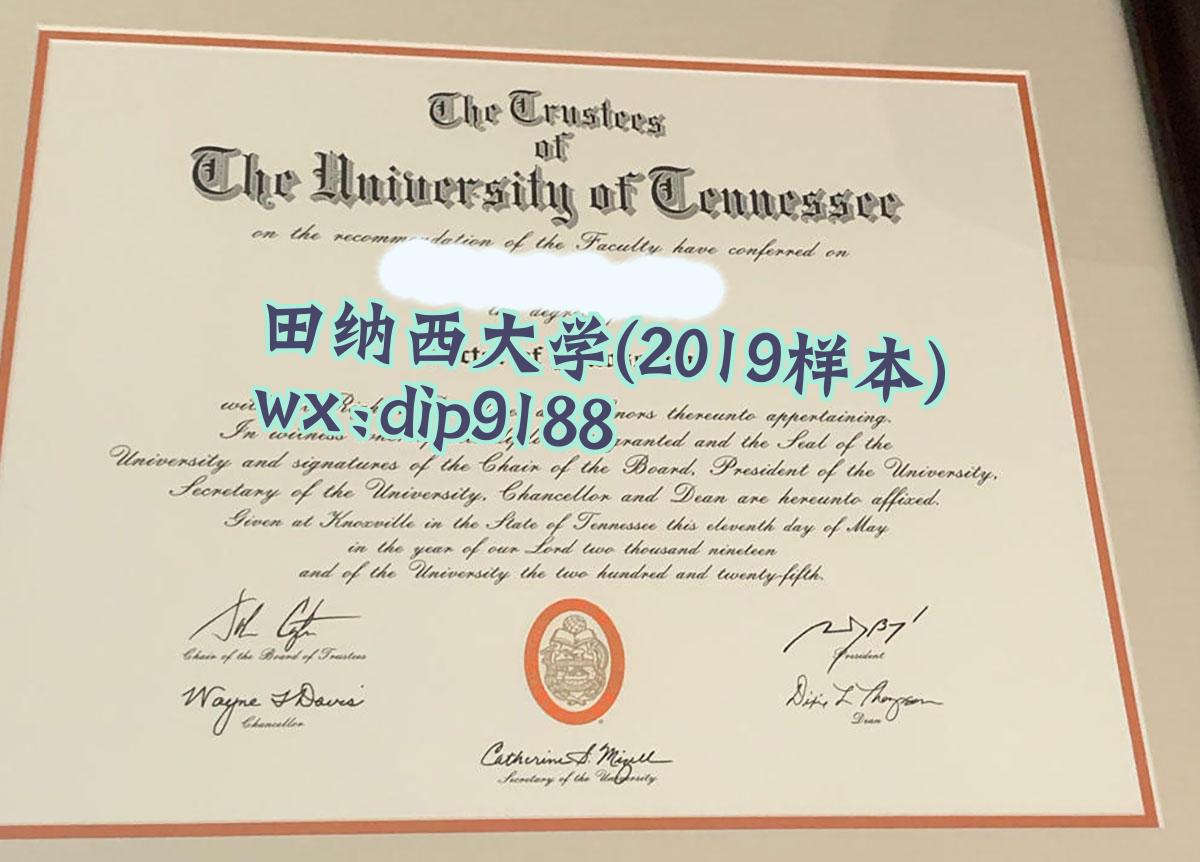 The Trustees
of
The University of Tennessee
on the recommendation of the Faculty have conferred on
the degr
田纳西大学(2019样本)
wx:dip9188
nors thereunto appertaining.
In witness granted and the Seal of the
University and signatures of the Chair of the Board, President of the University,
Secretary of the University, Chancellor and Dean are hereunto affixed.
Given at Knoxville in the State of Tennessee this eleventh day of May
in the year of our Lord two thousand nineteen
and of the University the two hundred and twenty-fifth.
Chair of the Board of Trustees
President
Wayne T Davis
Chancellor
Dixie L Thompson
Dean
Catherine S. Mizell
Secretary of the University